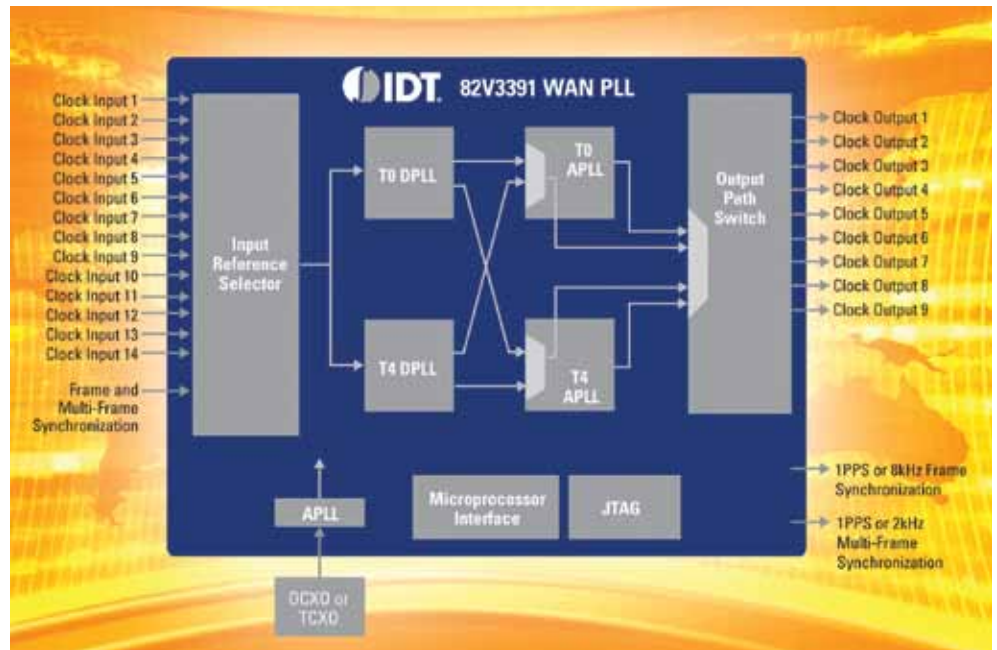 IDT. 82V3391 WAN PLL
Clock Input 1
Clock Input 2
Clock Input 3
Clock Input 4
Clock Input 5
Clock Input 6
Clock Input 7
Clock Input 8
Clock Input 9
Clock Input 10
Clock Input 11
Clock Input 12
Clock Input 13
Clock Input 14
Frame and
Multi-Frame
Synchronization
Input
Reference
Selector
T0 DPLL
T4 DPLL
T0
APLL
T4
APLL
Output
Path
Switch
Clock Output 1
Clock Output 2
Clock Output 3
Clock Output 4
Clock Output 5
Clock Output 6
Clock Output 7
Clock Output 8
Clock Output 9
1PPS or 8kHz Frame
Synchronization
1PPS or 2kHz
Multi-Frame
Synchronization
APLL
Microprocessor
Interface
JTAG
OCXO or
TCXO